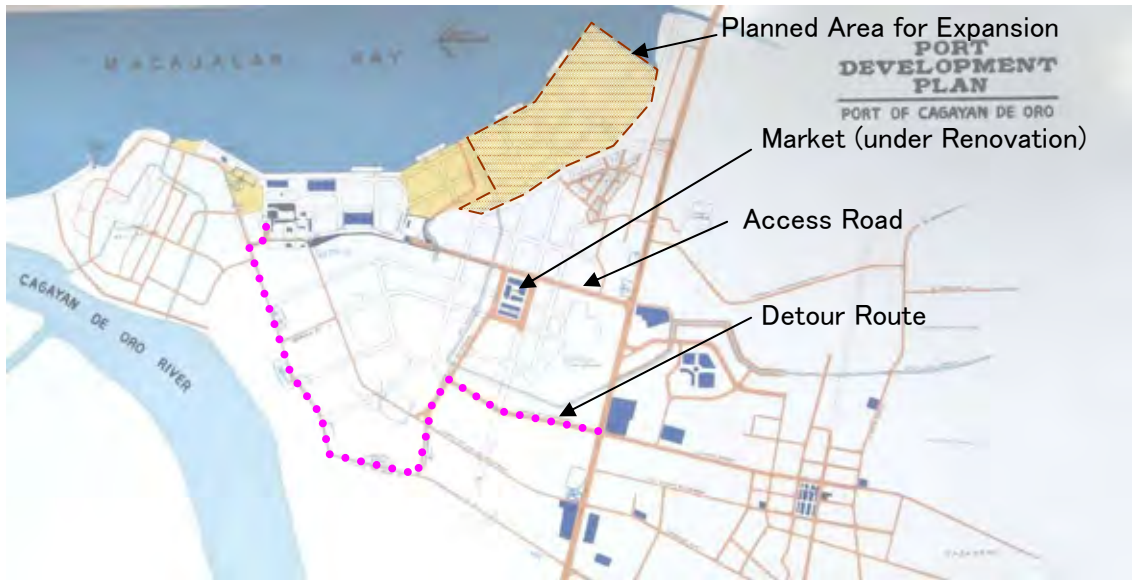 Planned Area for Expansion
PORT
DEVELOPMENT
PLAN
PORT OF CAGAYAN DE ORO
MACAJALAN BAY
Market (under Renovation)
Access Road
Detour Route
CAGAYAN DE ORO RIVER